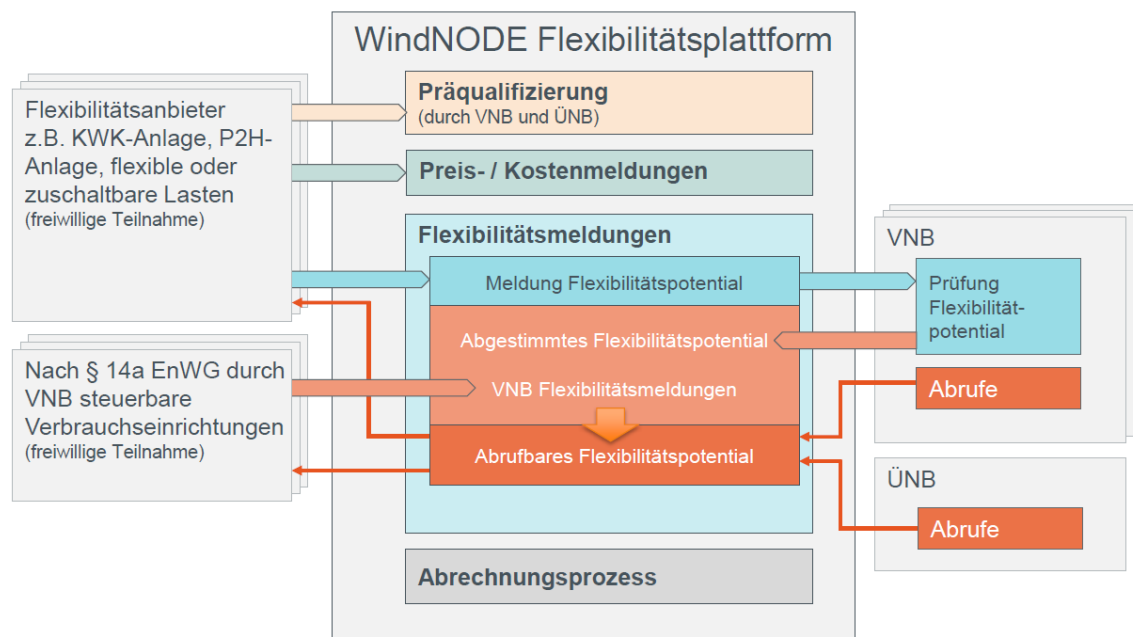 WindNODE Flexibilitätsplattform
Flexibilitätsanbieter
z.B. KWK-Anlage, P2H-
Anlage, flexible oder
zuschaltbare Lasten
(freiwillige Teilnahme)
Nach § 14a EnWG durch
VNB steuerbare
Verbrauchseinrichtungen
(freiwillige Teilnahme)
Präqualifizierung
(durch VNB und ÜNB)
Preis- / Kostenmeldungen
Flexibilitätsmeldungen
Meldung Flexibilitätspotential
Abgestimmtes Flexibilitätspotential
VNB Flexibilitätsmeldungen
Abrufbares Flexibilitätspotential
Abrechnungsprozess
VNB
Prüfung
Flexibilität-
potential
Abrufe
ÜNB
Abrufe